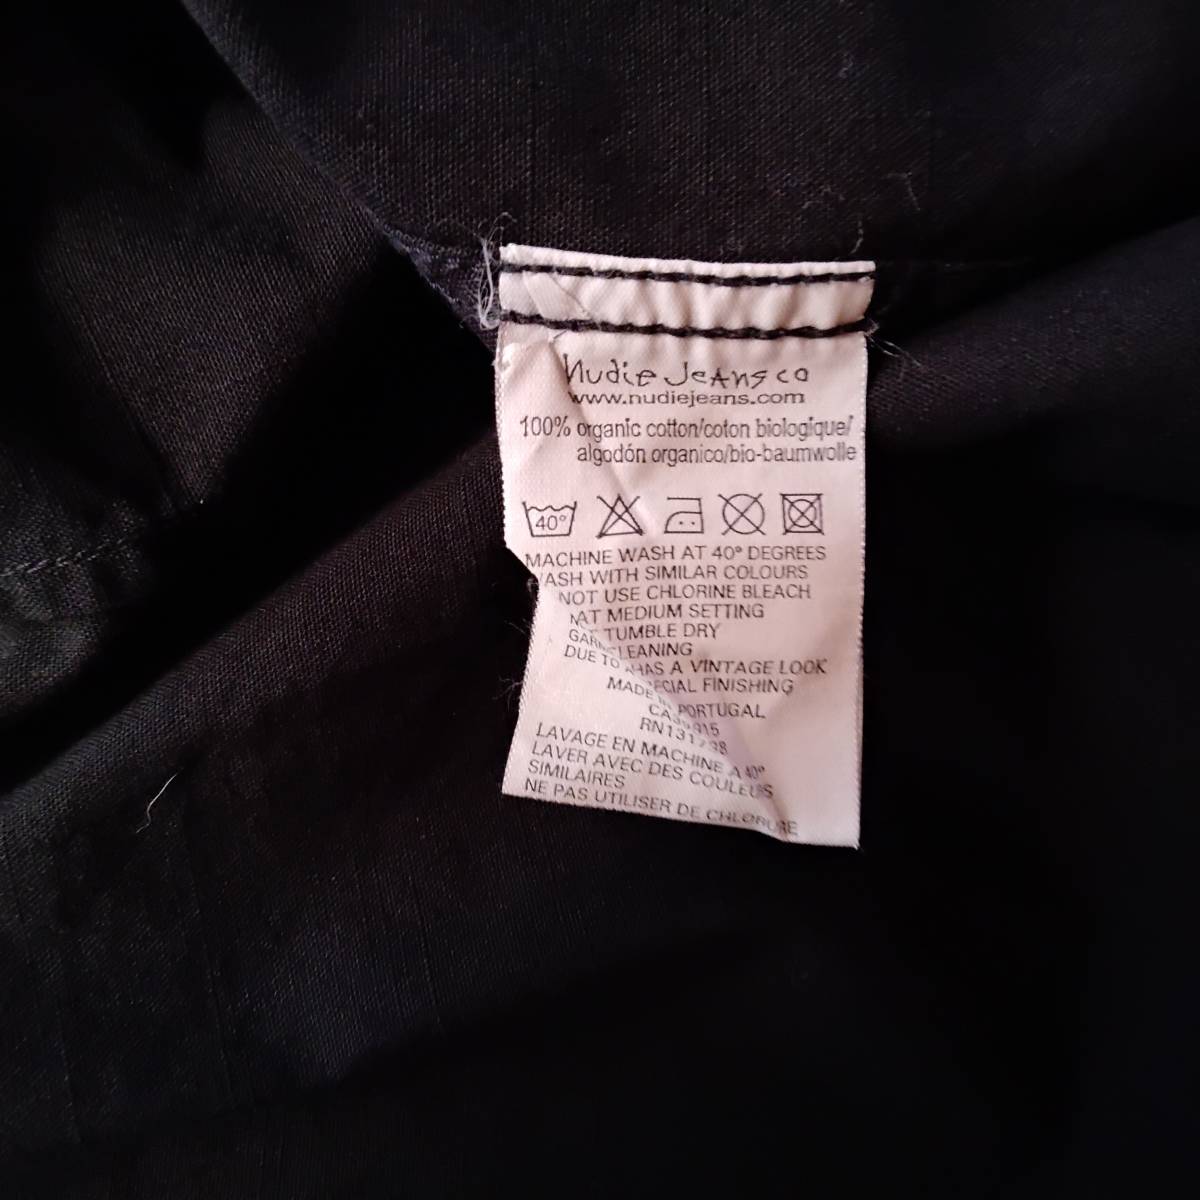 Nudie Jeans co
www.nudiejeans.com
100% organic cotton/coton biologique/
algodón organico/bio-baumwolle
40°
MACHINE WASH AT 40° DEGREES
WITH SIMILAR COLOURS
NOT USE CHLORINE BLEACH
AT MEDIUM SETTING
TUMBLE DRY
DUE TO HAS A VINTAGE LOOK
FINISHING
MADE PORTUGAL
LAVAGE EN MACHINE A 40°
LAVER AVEC DES COULEURS
SIMILAIRES
NE PAS UTILISER DE